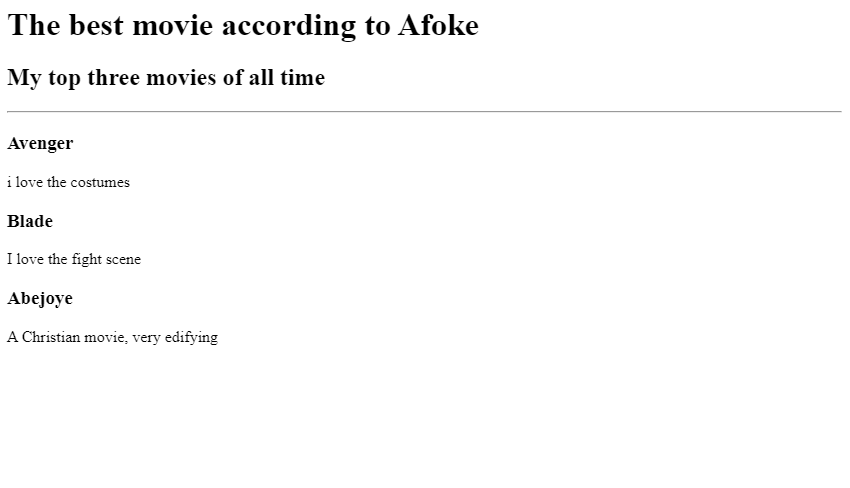 The best movie according to Afoke
My top three movies of all time
Avenger
i love the costumes
Blade
I love the fight scene
Abejoye
A Christian movie, very edifying